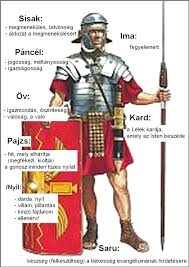 Sisak:
- megmenekülés, üdvösség
- áldozat a megmenekülésért
Ima:
fegyelem
Páncél:
- jogosság, méltányosság
- igazságosság
Öv:
- igazmondás, őszinteség
- valóság, a való
Kard:
a Lélek kardja,
amely az Isten beszéde
Pajzs:
- hit, mely elhárítja
(megfékezi, kioltja)
a gonosz minden tüzes nyilát
/Nyíl:
- dárda, nyíl
- villám, pillantás
- kínzó fájdalom
- ellenezni/
Saru:
készség (felkészültség) a békesség evangéliumának hirdetésére